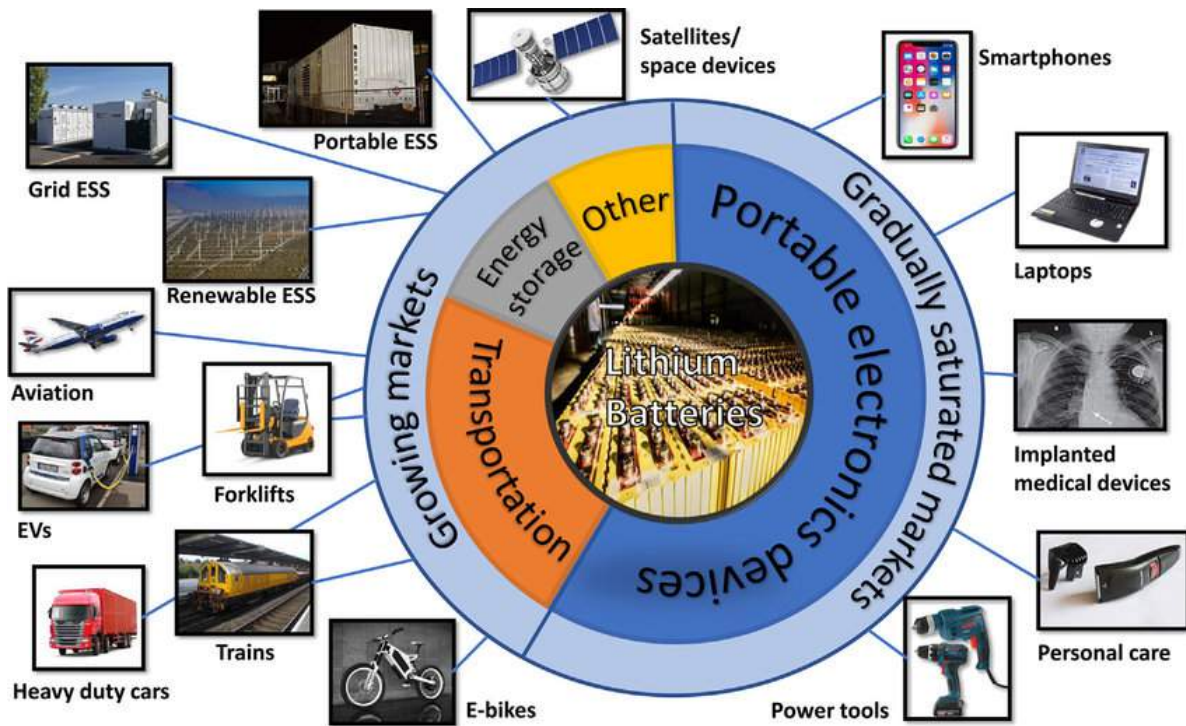 Satellites/
space devices
Smartphones
Portable ESS
Grid ESS
Renewable ESS
Laptops
Aviation
Implanted
medical devices
Forklifts
EVs
Personal care
Trains
Heavy duty cars
E-bikes
Power tools
Growing markets
Gradually saturated markets
Other
Energy
storage
Transportation
Portable electronics devices
Lithium
Batteries